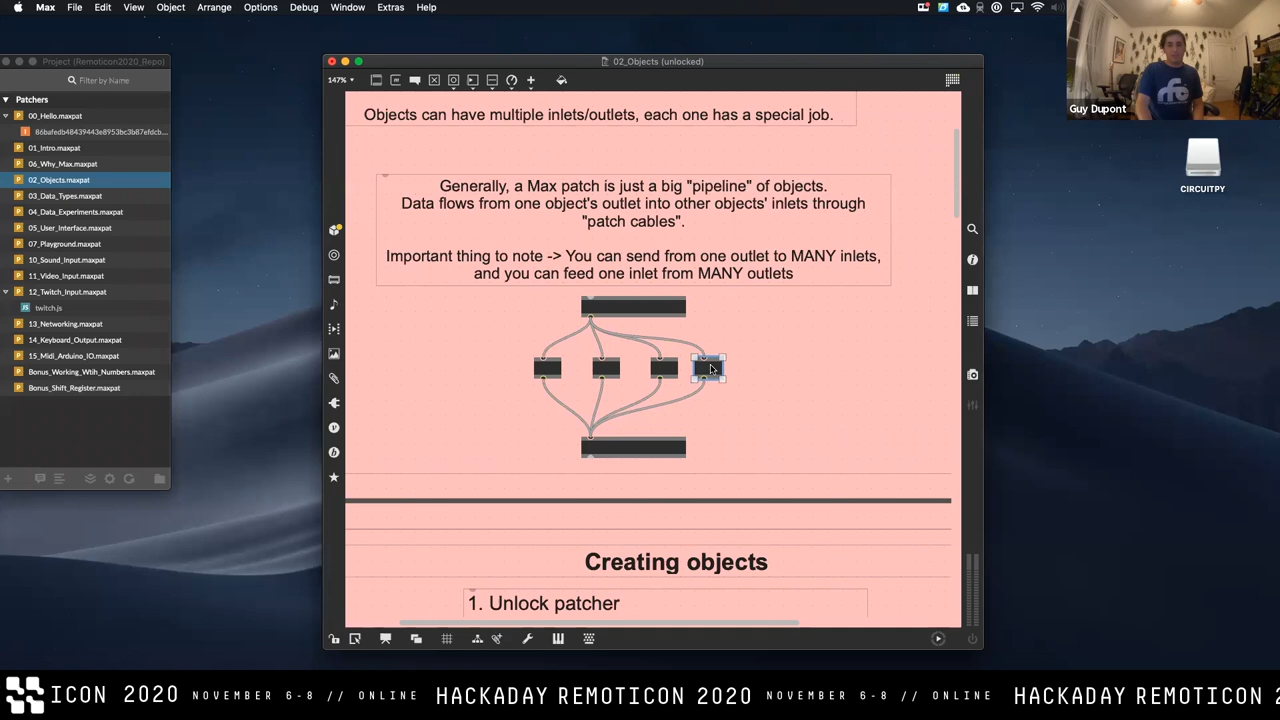 Max File Edit View Object Arrange Options Debug Window Extras Help
Project (Remoticon2020_Repo)
Filter by Name
Patchers
00_Hello.maxpat
86bafedb48439443e8953bc3b87efdcb...
01_Intro.maxpat
06_Why_Max.maxpat
02_Objects.maxpat
03_Data_Types.maxpat
04_Data_Experiments.maxpat
05_User_Interface.maxpat
07_Playground.maxpat
10_Sound_Input.maxpat
11_Video_Input.maxpat
12_Twitch_Input.maxpat
twitch.js
13_Networking.maxpat
14_Keyboard_Output.maxpat
15_Midi_Arduino_IO.maxpat
Bonus_Working_Wtih_Numbers.maxpat
Bonus_Shift_Register.maxpat
02_Objects (unlocked)
147%
Objects can have multiple inlets/outlets, each one has a special job.
Generally, a Max patch is just a big "pipeline" of objects.
Data flows from one object's outlet into other objects' inlets through
"patch cables".
Important thing to note -> You can send from one outlet to MANY inlets,
and you can feed one inlet from MANY outlets
Creating objects
1. Unlock patcher
Guy Dupont
CIRCUITPY
ICON 2020 NOVEMBER 6-8 // ONLINE HACKADAY REMOTICON 2020 NOVEMBER 6-8 // ONLINE HACKADAY REMOTICON 2